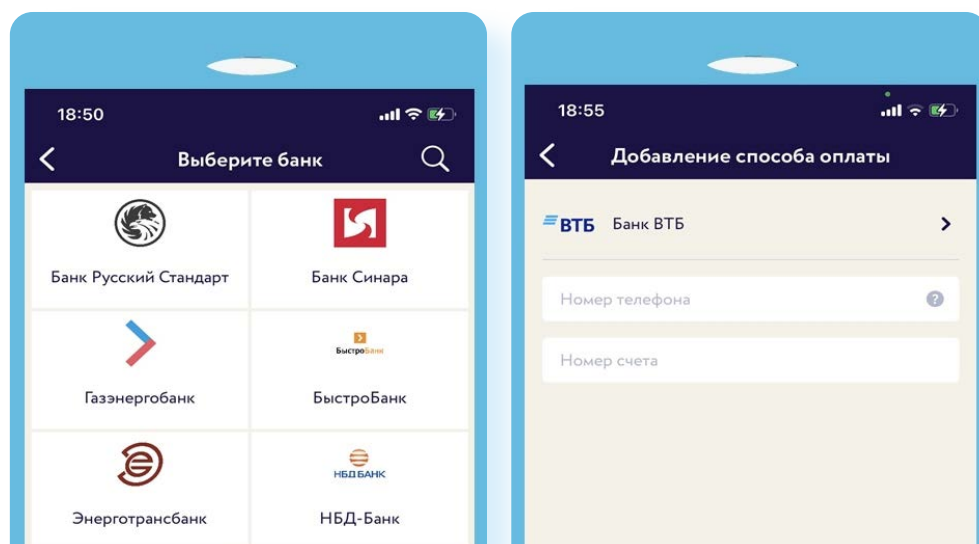 18:50
Выберите банк
Банк Русский Стандарт
Банк Синара
БыстроБанк
Газэнергобанк
БыстроБанк
НБД БАНК
Энерготрансбанк
НБД-Банк
18:55
Добавление способа оплаты
ВТБ Банк ВТБ
Номер телефона ?
Номер счета